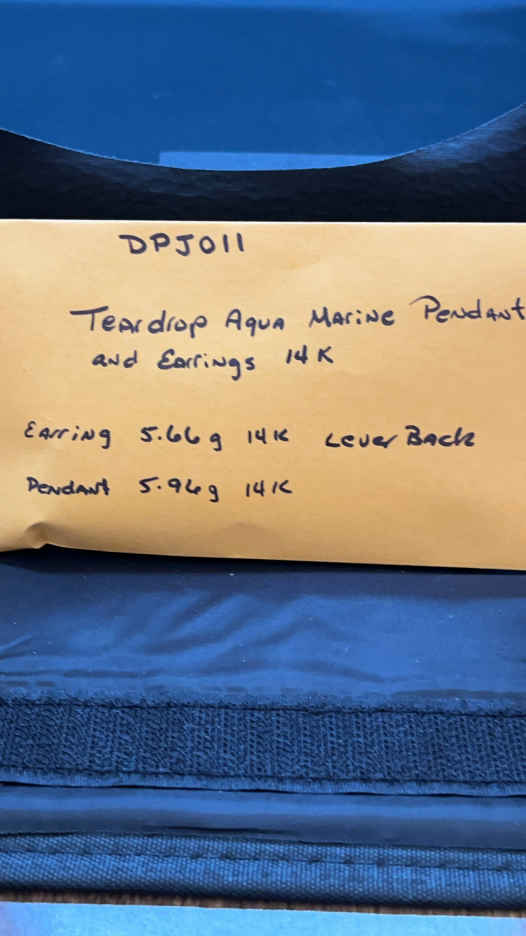 DPJ011
Teardrop Aqua Marine Pendant
and Earrings 14K
Earring 5.66g 14K Lever Back
Pendant 5.96g 14K